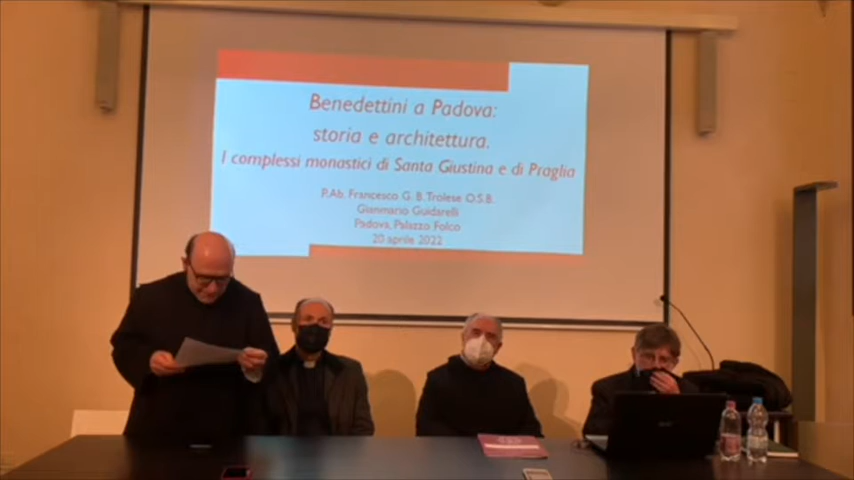 Benedettini a Padova:
storia e architettura.
I complessi monastici di Santa Giustina e di Praglia
P.Ab. Francesco G. B. Trolese O.S.B.
Gianmario Guidarelli
Padova, Palazzo Folco
20 aprile 2022